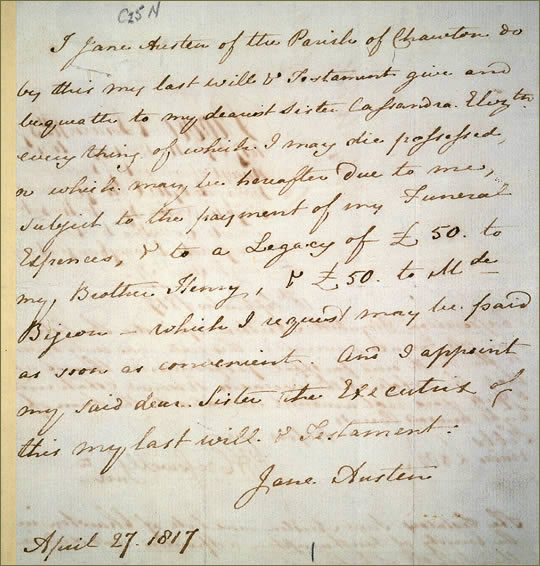 C25N
I Jane Austen of the Parish of Chawton do
by this my last will & Testament give and
bequeath to my dearest Sister Cassandra Elizth
every thing of which I may die possessed,
or which may be hereafter due to me,
subject to the payment of my Funeral
Expences, & to a Legacy of £50. to
my Brother Henry, & £50. to Mde
Bigeon - which I request may be paid
as soon as convenient. And I appoint
my said dear Sister the Executrix of
this my last will & Testament.
Jane Austen
April 27. 1817